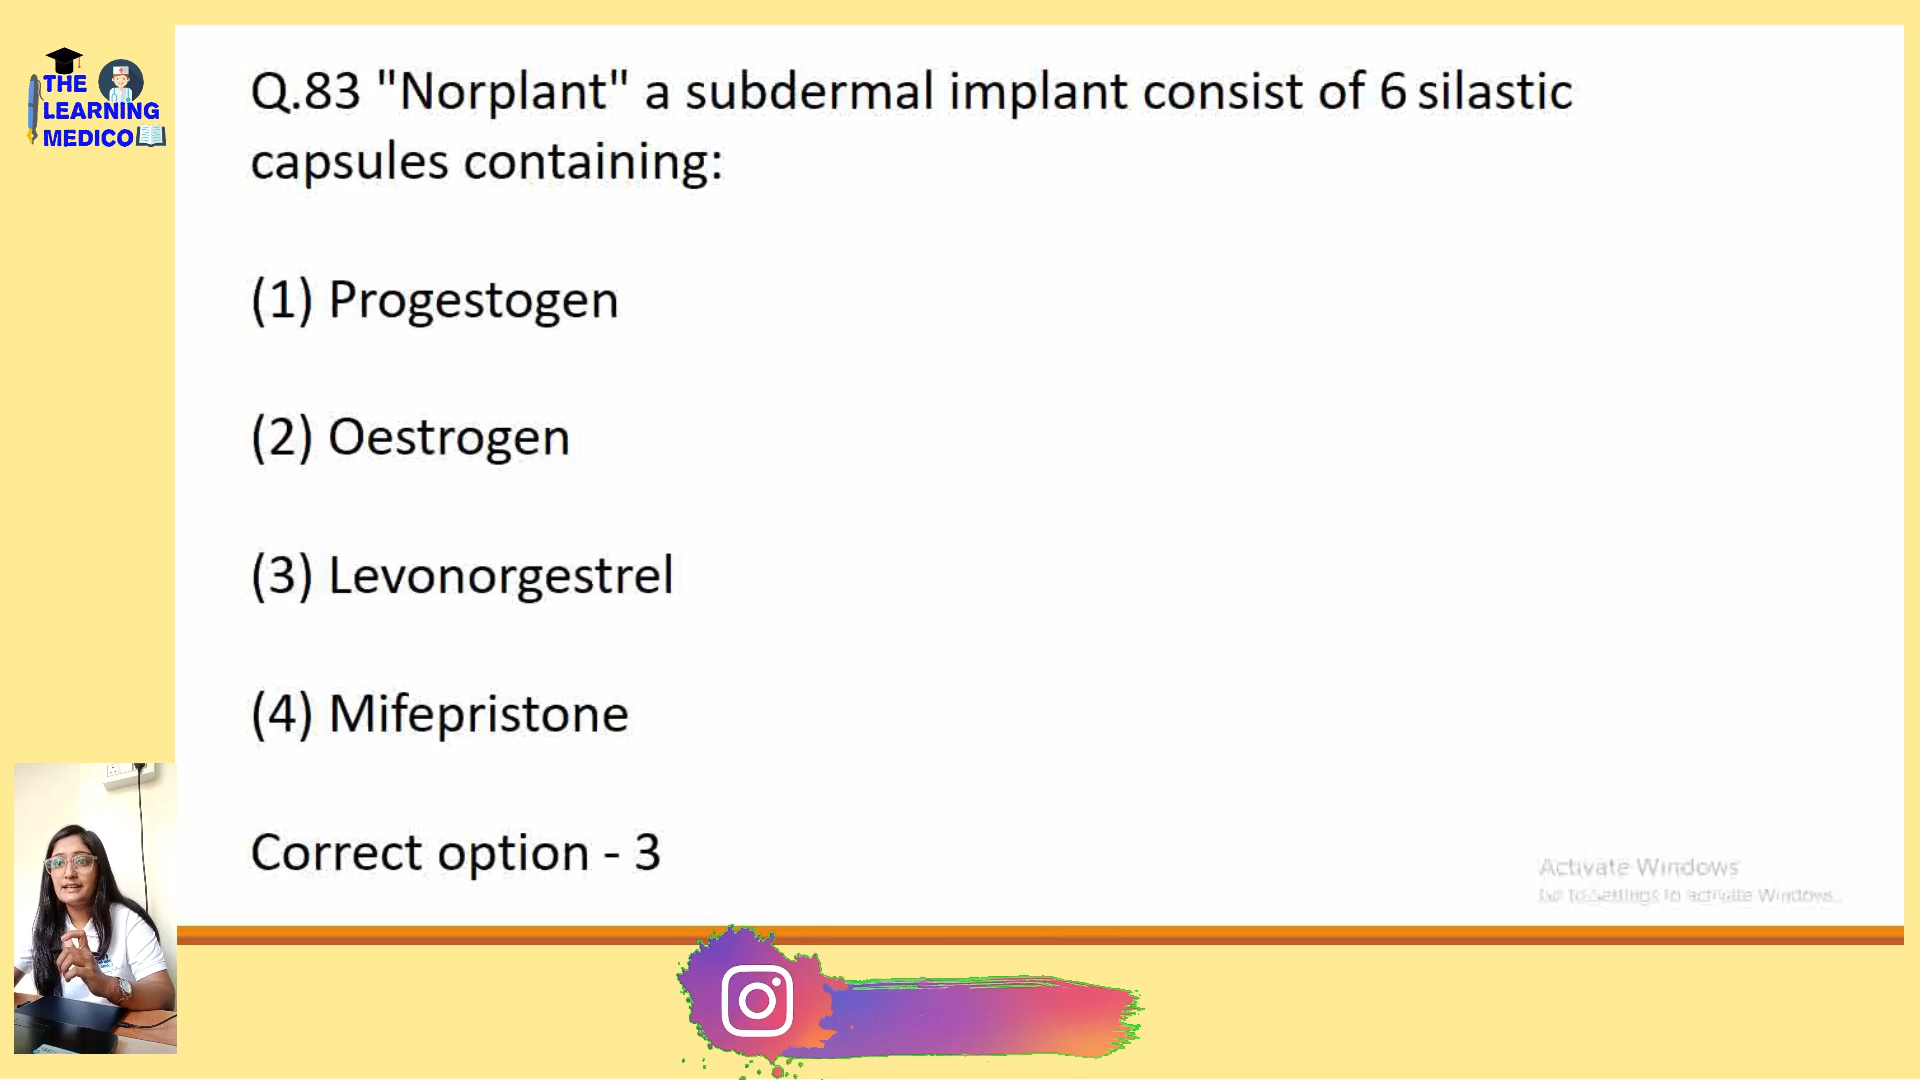 THE
LEARNING
MEDICO
Q.83 "Norplant" a subdermal implant consist of 6 silastic
capsules containing:
(1) Progestogen
(2) Oestrogen
(3) Levonorgestrel
(4) Mifepristone
Correct option - 3
Activate Windows
Go to Settings to activate Windows.